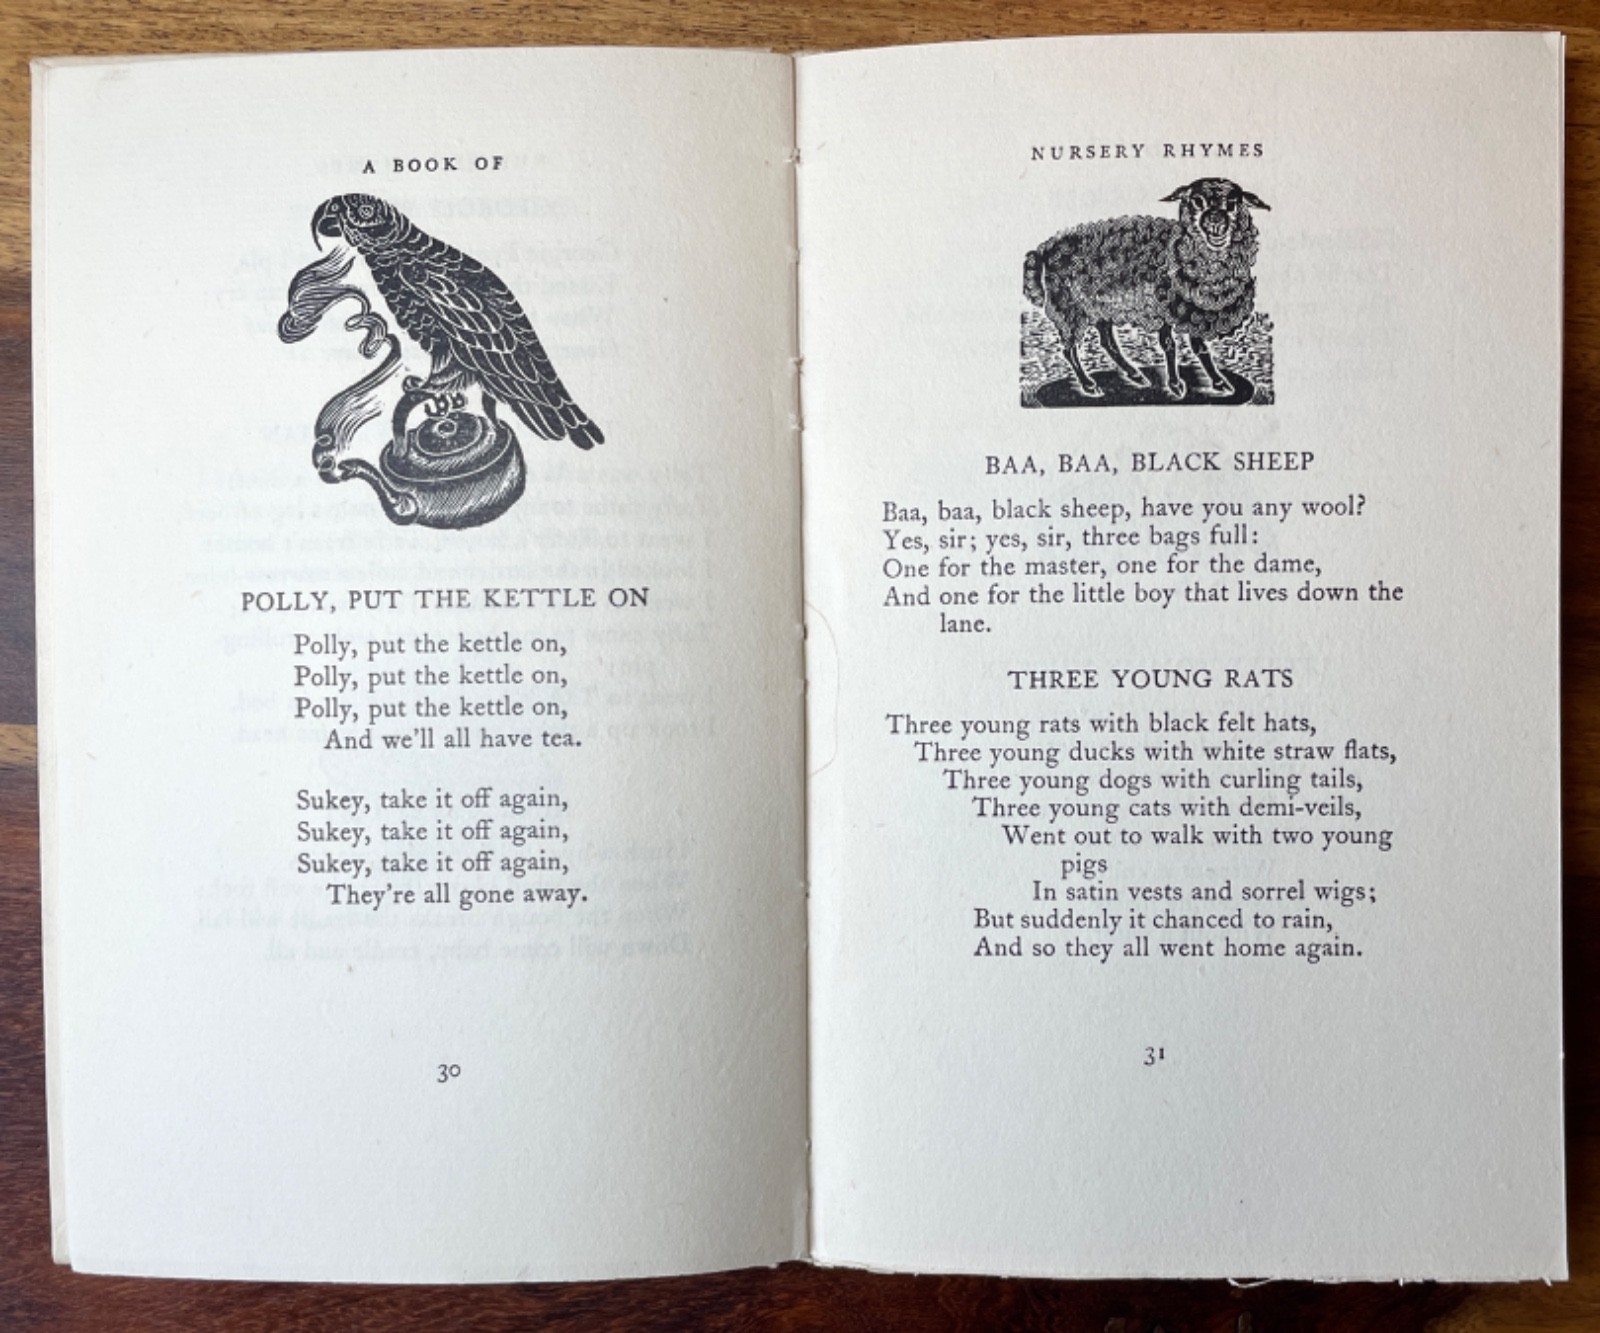 A BOOK OF
POLLY, PUT THE KETTLE ON
Polly, put the kettle on,
Polly, put the kettle on,
Polly, put the kettle on,
And we'll all have tea.
Sukey, take it off again,
Sukey, take it off again,
Sukey, take it off again,
They're all gone away.
30
NURSERY RHYMES
BAA, BAA, BLACK SHEEP
Baa, baa, black sheep, have you any wool?
Yes, sir; yes, sir, three bags full:
One for the master, one for the dame,
And one for the little boy that lives down the
lane.
THREE YOUNG RATS
Three young rats with black felt hats,
Three young ducks with white straw flats,
Three young dogs with curling tails,
Three young cats with demi-veils,
Went out to walk with two young
pigs
In satin vests and sorrel wigs;
But suddenly it chanced to rain,
And so they all went home again.
31